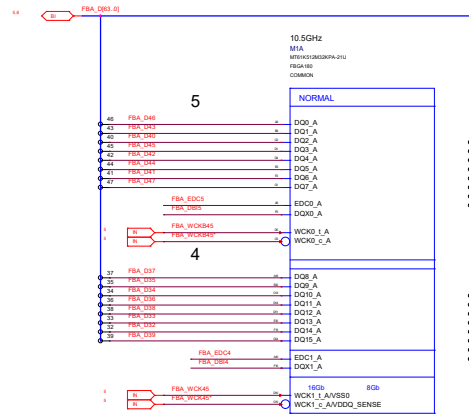 FBA_D[63..0]
BI
10.5GHz
M1A
MT61K512M32KPA-21U
FBGA180
COMMON
NORMAL
5
46 FBA_D46 DQ0_A
43 FBA_D43 DQ1_A
40 FBA_D40 DQ2_A
45 FBA_D45 DQ3_A
42 FBA_D42 DQ4_A
44 FBA_D44 DQ5_A
41 FBA_D41 DQ6_A
47 FBA_D47 DQ7_A
FBA_EDC5 EDC0_A
FBA_DBI5 DQX0_A
IN FBA_WCKB45 WCK0_t_A
IN FBA_WCKB45* WCK0_c_A
4
37 FBA_D37 DQ8_A
35 FBA_D35 DQ9_A
34 FBA_D34 DQ10_A
36 FBA_D36 DQ11_A
38 FBA_D38 DQ12_A
33 FBA_D33 DQ13_A
32 FBA_D32 DQ14_A
39 FBA_D39 DQ15_A
FBA_EDC4 EDC1_A
FBA_DBI4 DQX1_A
16Gb 8Gb
IN FBA_WCK45 WCK1_t_A/VSS0
IN FBA_WCK45* WCK1_c_A/VDDQ_SENSE